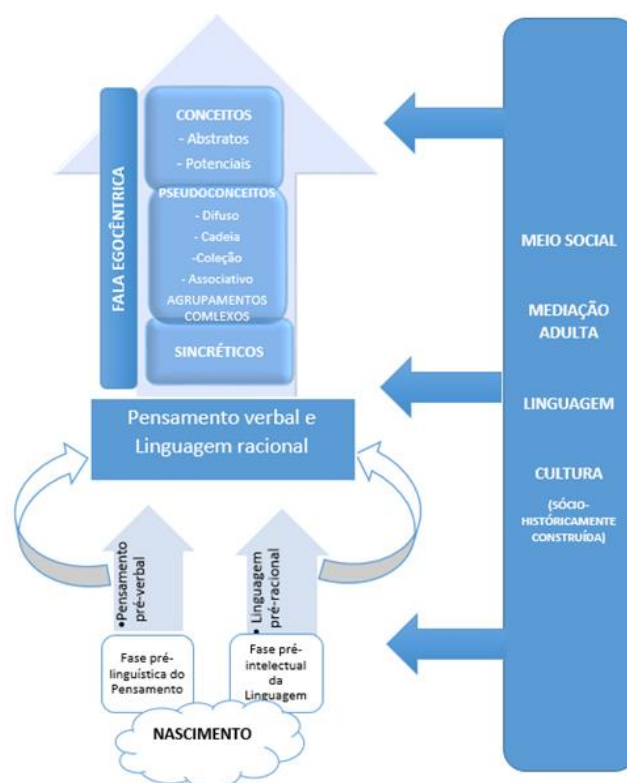 FALA EGOCÊNTRICA
CONCEITOS
- Abstratos
- Potenciais
PSEUDOCONCEITOS
- Difuso
- Cadeia
-Coleção
- Associativo
AGRUPAMENTOS
COMLEXOS
SINCRÉTICOS
Pensamento verbal e
Linguagem racional
•Pensamento
pré-verbal
• Linguagem
pré-racional
Fase pré-
linguística do
Pensamento
Fase pré-
intelectual
da
Linguagem
NASCIMENTO
MEIO SOCIAL
MEDIAÇÃO
ADULTA
LINGUAGEM
CULTURA
(SÓCIO-
HISTÓRICAMENTE
CONSTRUÍDA)